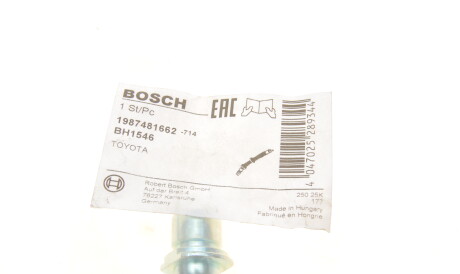 BOSCH
1 St/Pc
1987481662 -714
BH1546
TOYOTA
EAC
4 047025 289344
Robert Bosch GmbH
Auf der Breit 4
76227 Karlsruhe
Germany
250 25K
177
Made in Hungary
Fabriqué en Hongrie